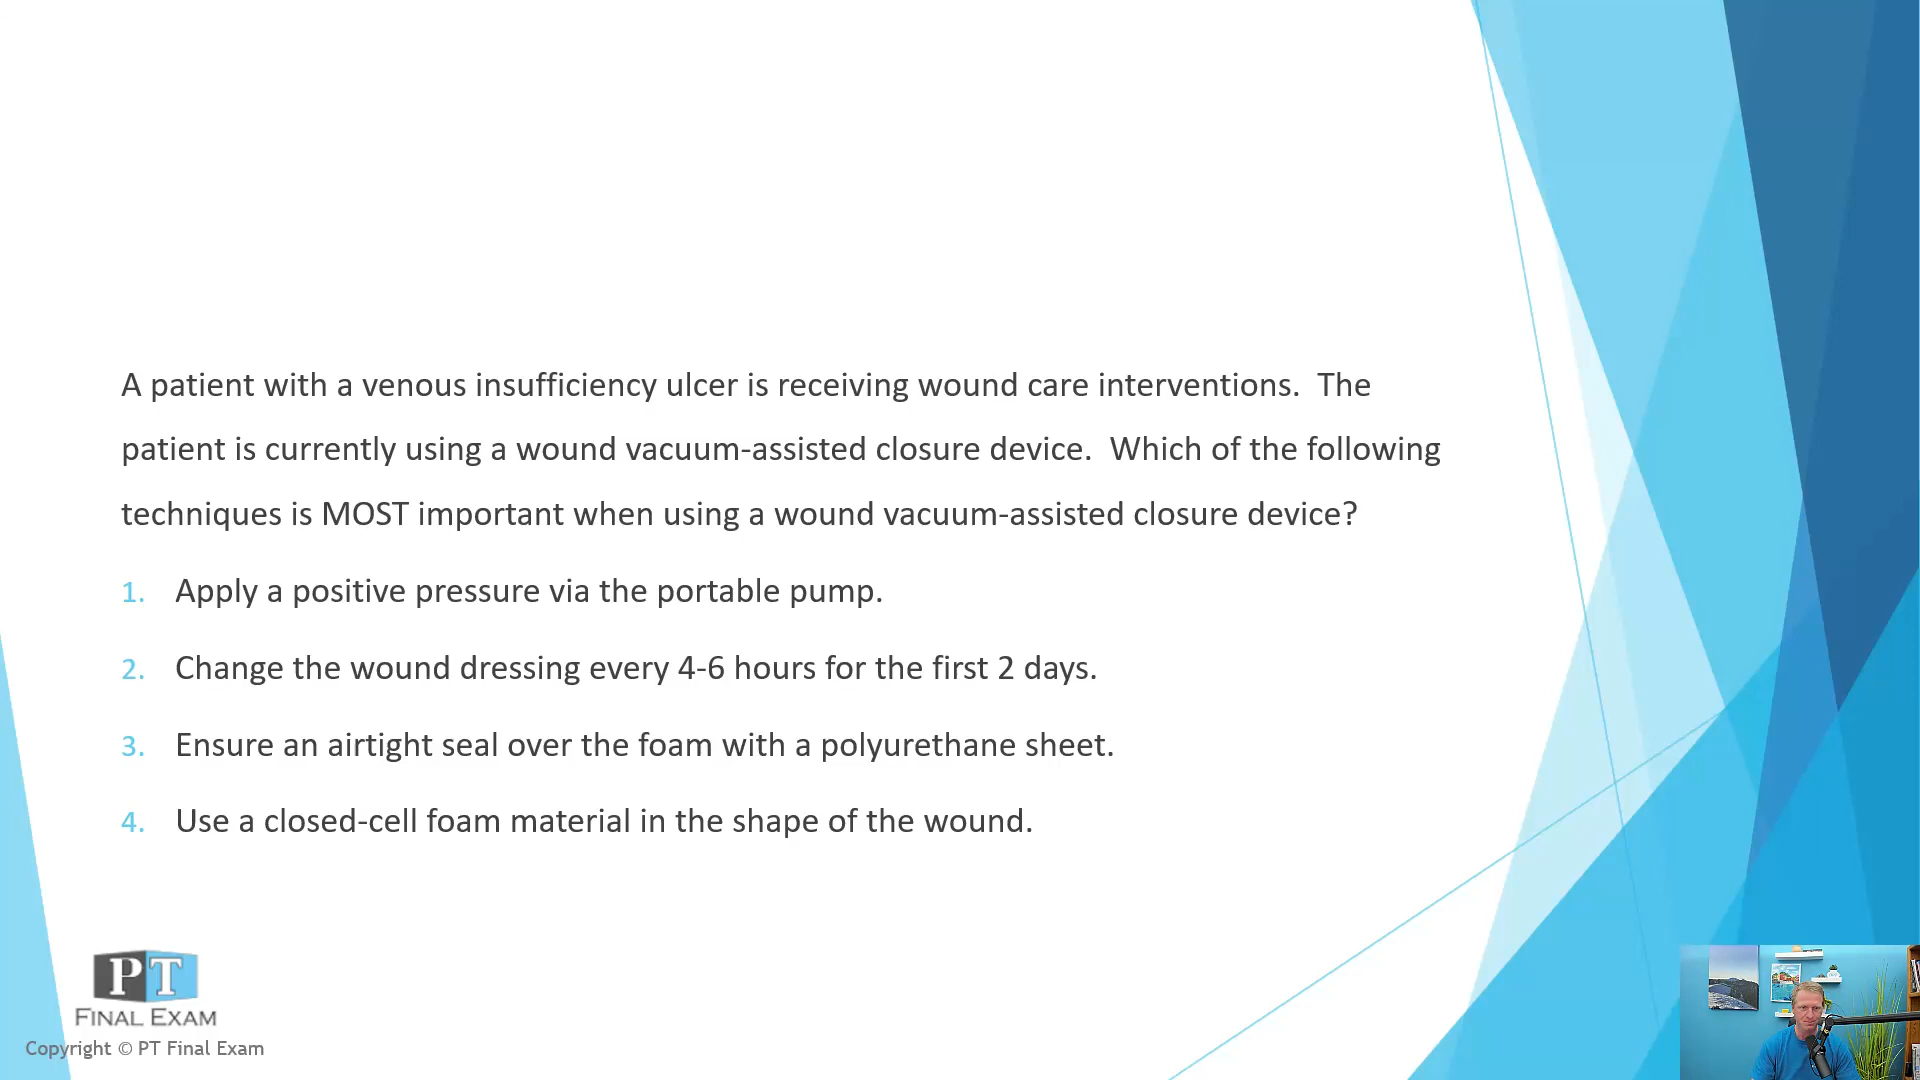 A patient with a venous insufficiency ulcer is receiving wound care interventions.  The
patient is currently using a wound vacuum-assisted closure device.  Which of the following
techniques is MOST important when using a wound vacuum-assisted closure device?
1. Apply a positive pressure via the portable pump.
2. Change the wound dressing every 4-6 hours for the first 2 days.
3. Ensure an airtight seal over the foam with a polyurethane sheet.
4. Use a closed-cell foam material in the shape of the wound.
PT
FINAL EXAM
Copyright © PT Final Exam